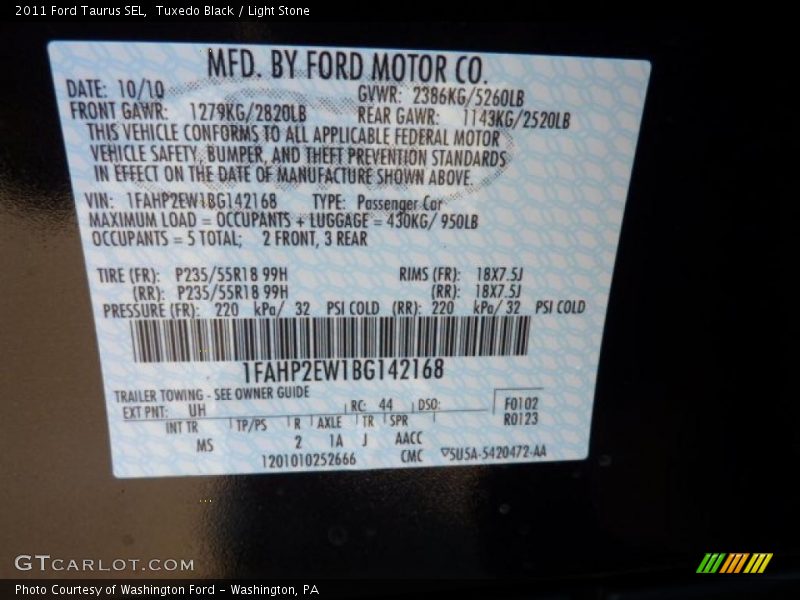 2011 Ford Taurus SEL, Tuxedo Black / Light Stone
MFD. BY FORD MOTOR CO.
DATE: 10/10 GVWR: 2386KG/5260LB
FRONT GAWR: 1279KG/2820LB REAR GAWR: 1143KG/2520LB
THIS VEHICLE CONFORMS TO ALL APPLICABLE FEDERAL MOTOR
VEHICLE SAFETY, BUMPER, AND THEFT PREVENTION STANDARDS
IN EFFECT ON THE DATE OF MANUFACTURE SHOWN ABOVE.
VIN: 1FAHP2EW1BG142168 TYPE: Passenger Car
MAXIMUM LOAD = OCCUPANTS + LUGGAGE = 430KG/ 950LB
OCCUPANTS = 5 TOTAL; 2 FRONT, 3 REAR
TIRE (FR): P235/55R18 99H RIMS (FR): 18X7.5J
(RR): P235/55R18 99H (RR): 18X7.5J
PRESSURE (FR): 220 kPa/ 32 PSI COLD (RR): 220 kPa/ 32 PSI COLD
1FAHP2EW1BG142168
TRAILER TOWING - SEE OWNER GUIDE
EXT PNT: UH RC: 44 DSO: F0102
INT TR TP/PS R AXLE TR SPR R0123
MS 2 1A J AACC
1201010252666 CMC ▽5U5A-5420472-AA
GTCARLOT.COM
Photo Courtesy of Washington Ford – Washington, PA